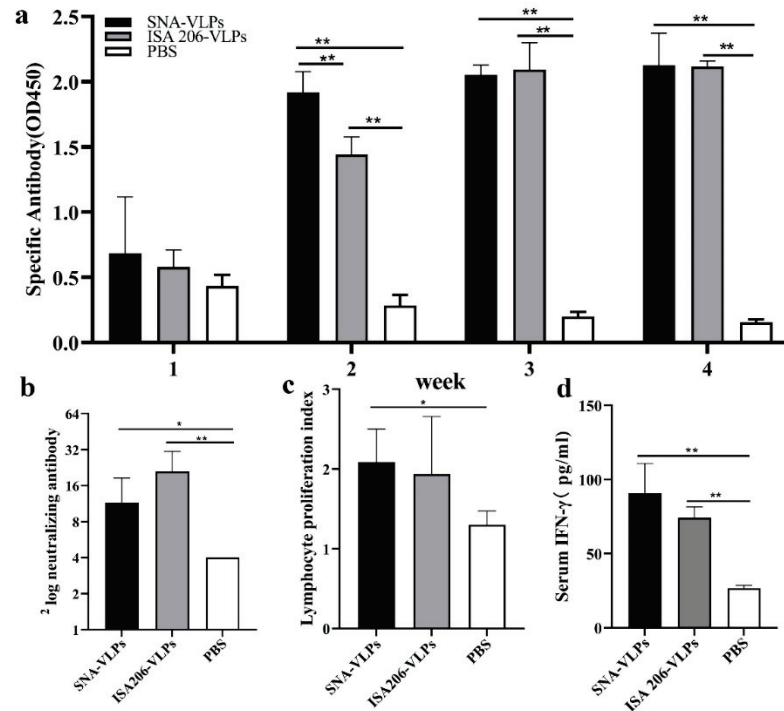 a
SNA-VLPs
ISA 206-VLPs
PBS
Specific Antibody(OD450)
2.5
2.0
1.5
1.0
0.5
0.0
**
**
**
**
**
**
**
1
2
3
4
week
b
2 log neutralizing antibody
64
32
16
8
4
2
1
*
**
SNA-VLPs
ISA206-VLPs
PBS
c
Lymphocyte proliferation index
3
2
1
0
*
SNA-VLPs
ISA206-VLPs
PBS
d
Serum IFN-γ( pg/ml)
150
100
50
0
**
**
SNA-VLPs
ISA 206-VLPs
PBS